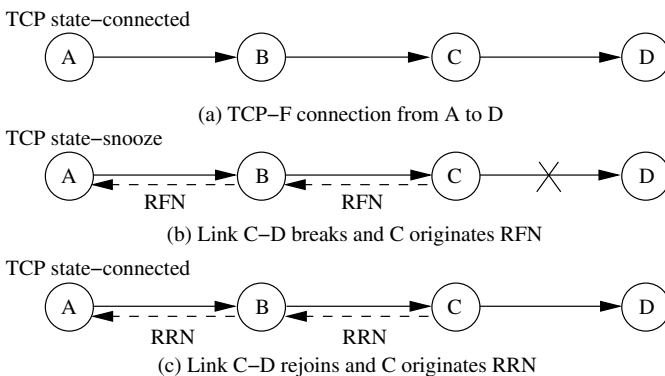 TCP state−connected
A B C D
(a) TCP−F connection from A to D
TCP state−snooze
A B C D
RFN RFN
(b) Link C−D breaks and C originates RFN
TCP state−connected
A B C D
RRN RRN
(c) Link C−D rejoins and C originates RRN